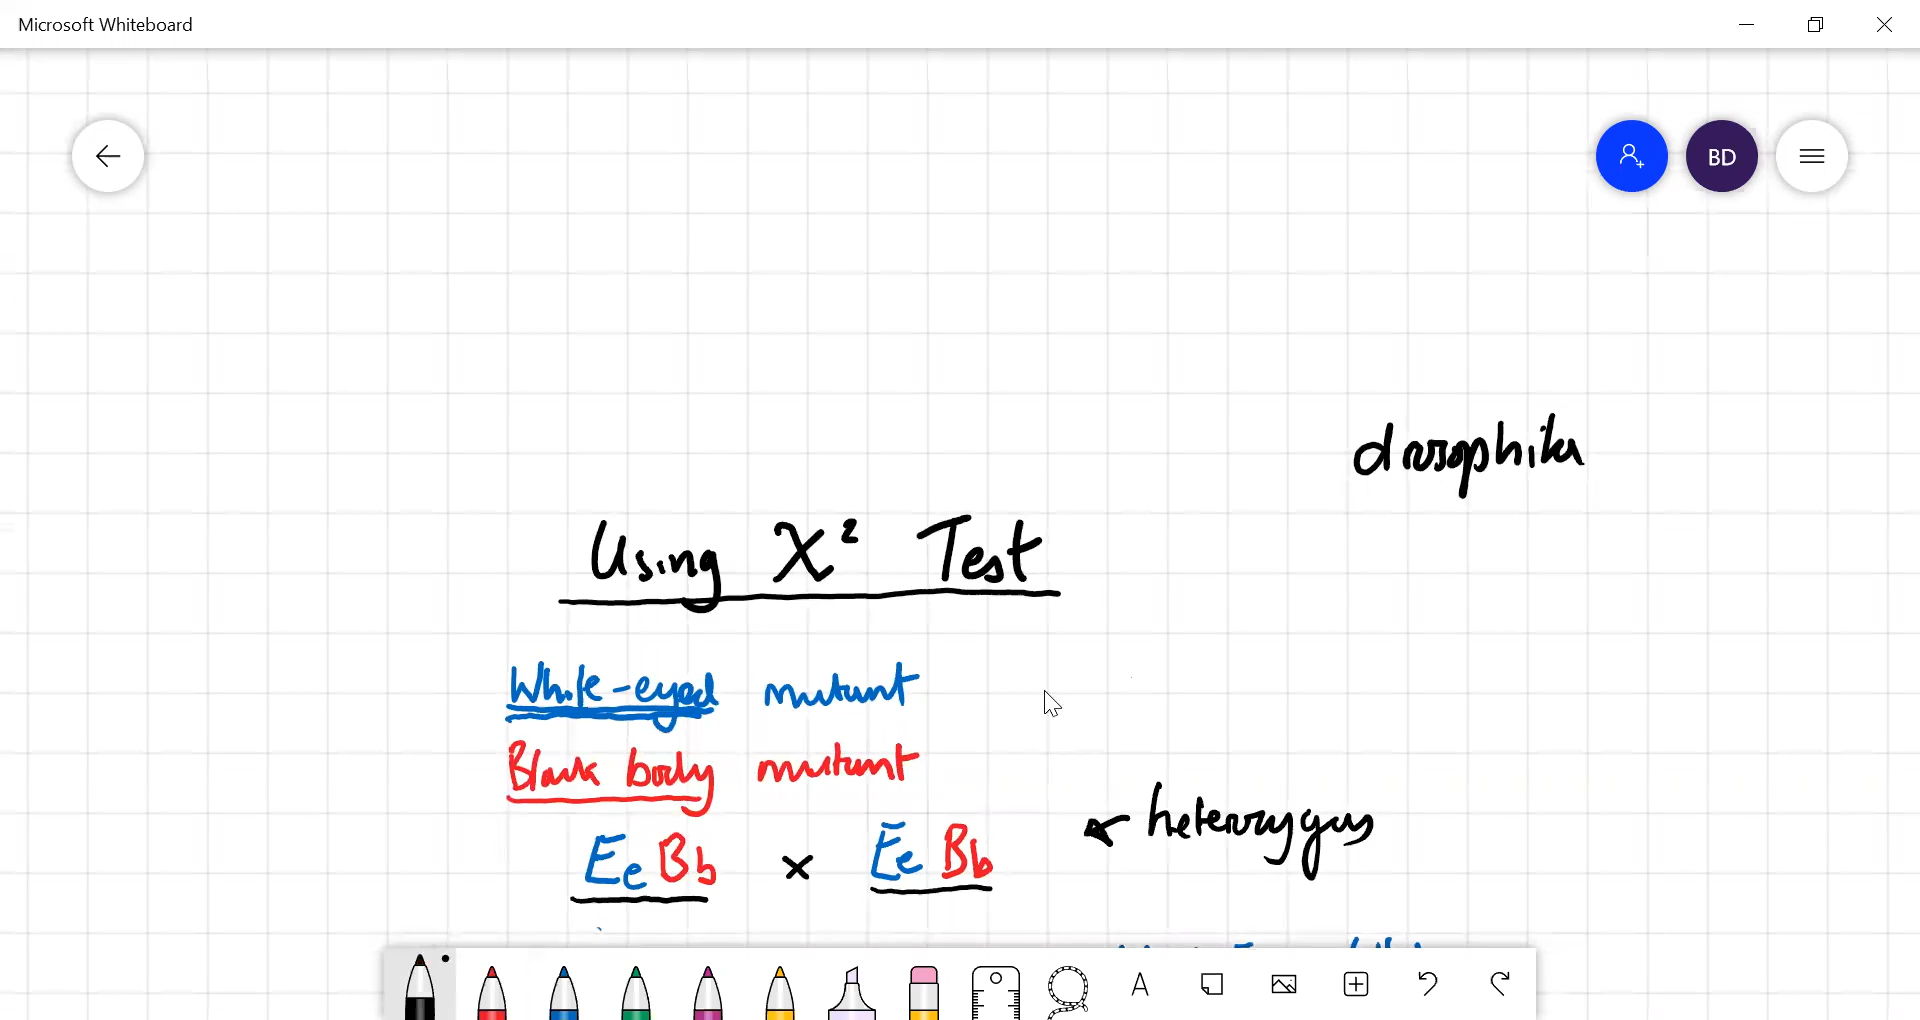 Microsoft Whiteboard
BD
drosophila
Using X² Test
White-eyed mutant
Black body mutant
Ee Bb x Ee Bb
heterozygous
A